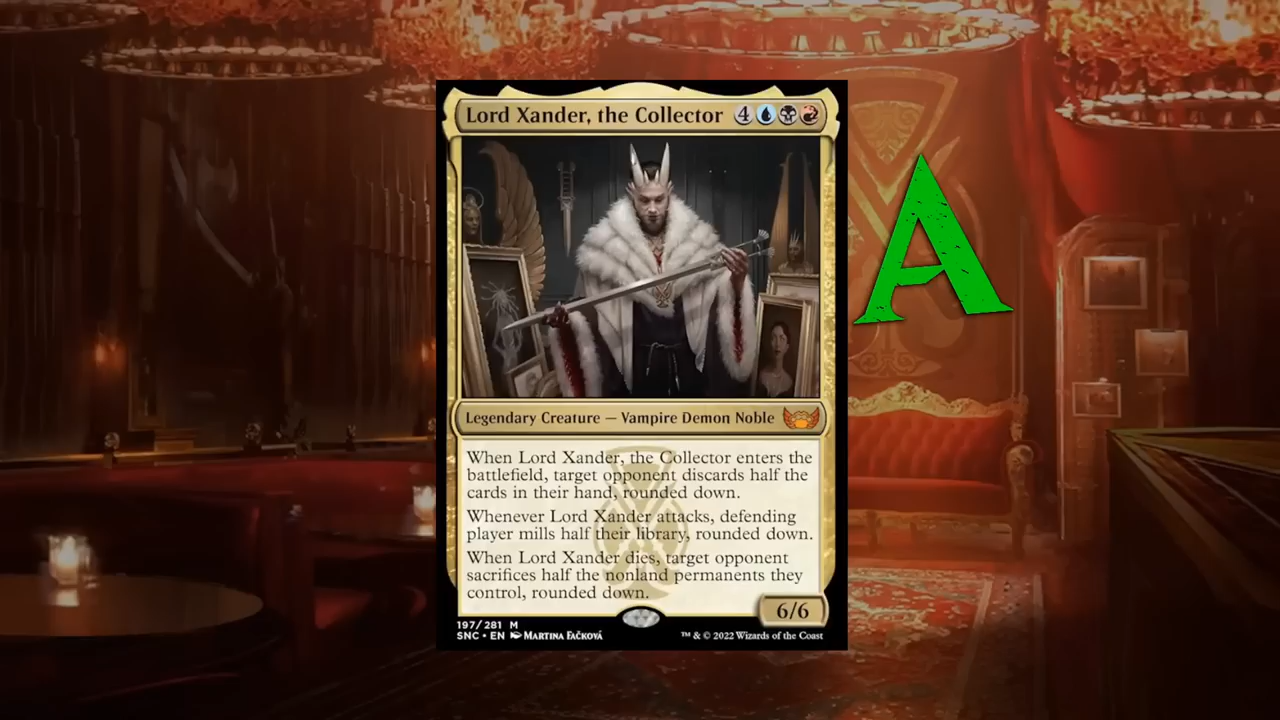 Lord Xander, the Collector 4
A
Legendary Creature — Vampire Demon Noble
When Lord Xander, the Collector enters the
battlefield, target opponent discards half the
cards in their hand, rounded down.
Whenever Lord Xander attacks, defending
player mills half their library, rounded down.
When Lord Xander dies, target opponent
sacrifices half the nonland permanents they
control, rounded down.
6/6
197/281 M
SNC • EN Martina Fačková
™ & © 2022 Wizards of the Coast